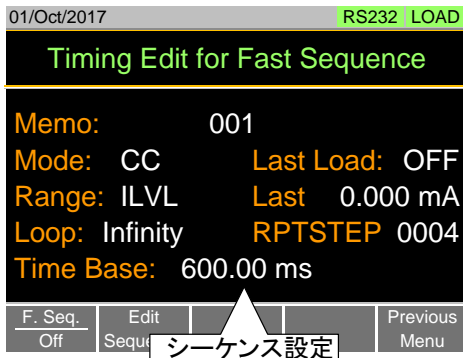 01/Oct/2017 RS232 LOAD
Timing Edit for Fast Sequence
Memo: 001
Mode: CC Last Load: OFF
Range: ILVL Last 0.000 mA
Loop: Infinity RPTSTEP 0004
Time Base: 600.00 ms
F. Seq. Edit Previous
Off Menu
シーケンス設定